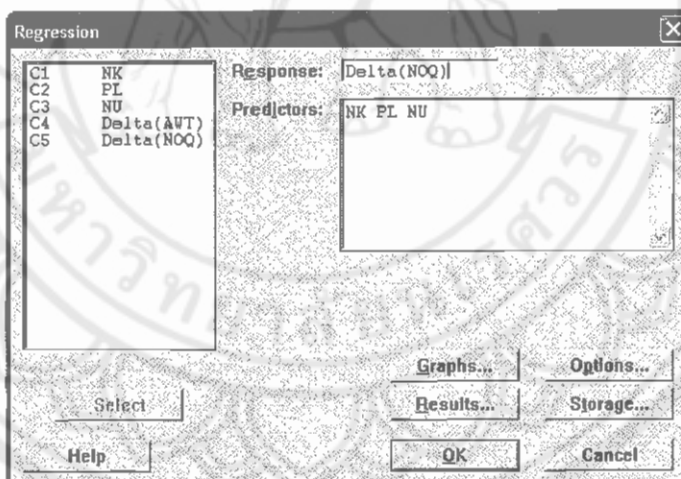 Regression
C1 NK
C2 PL
C3 NU
C4 Delta(AWT)
C5 Delta(NOQ)
Response: Delta(NOQ)
Predictors: NK PL NU
Graphs... Options...
Select Results... Storage...
Help OK Cancel